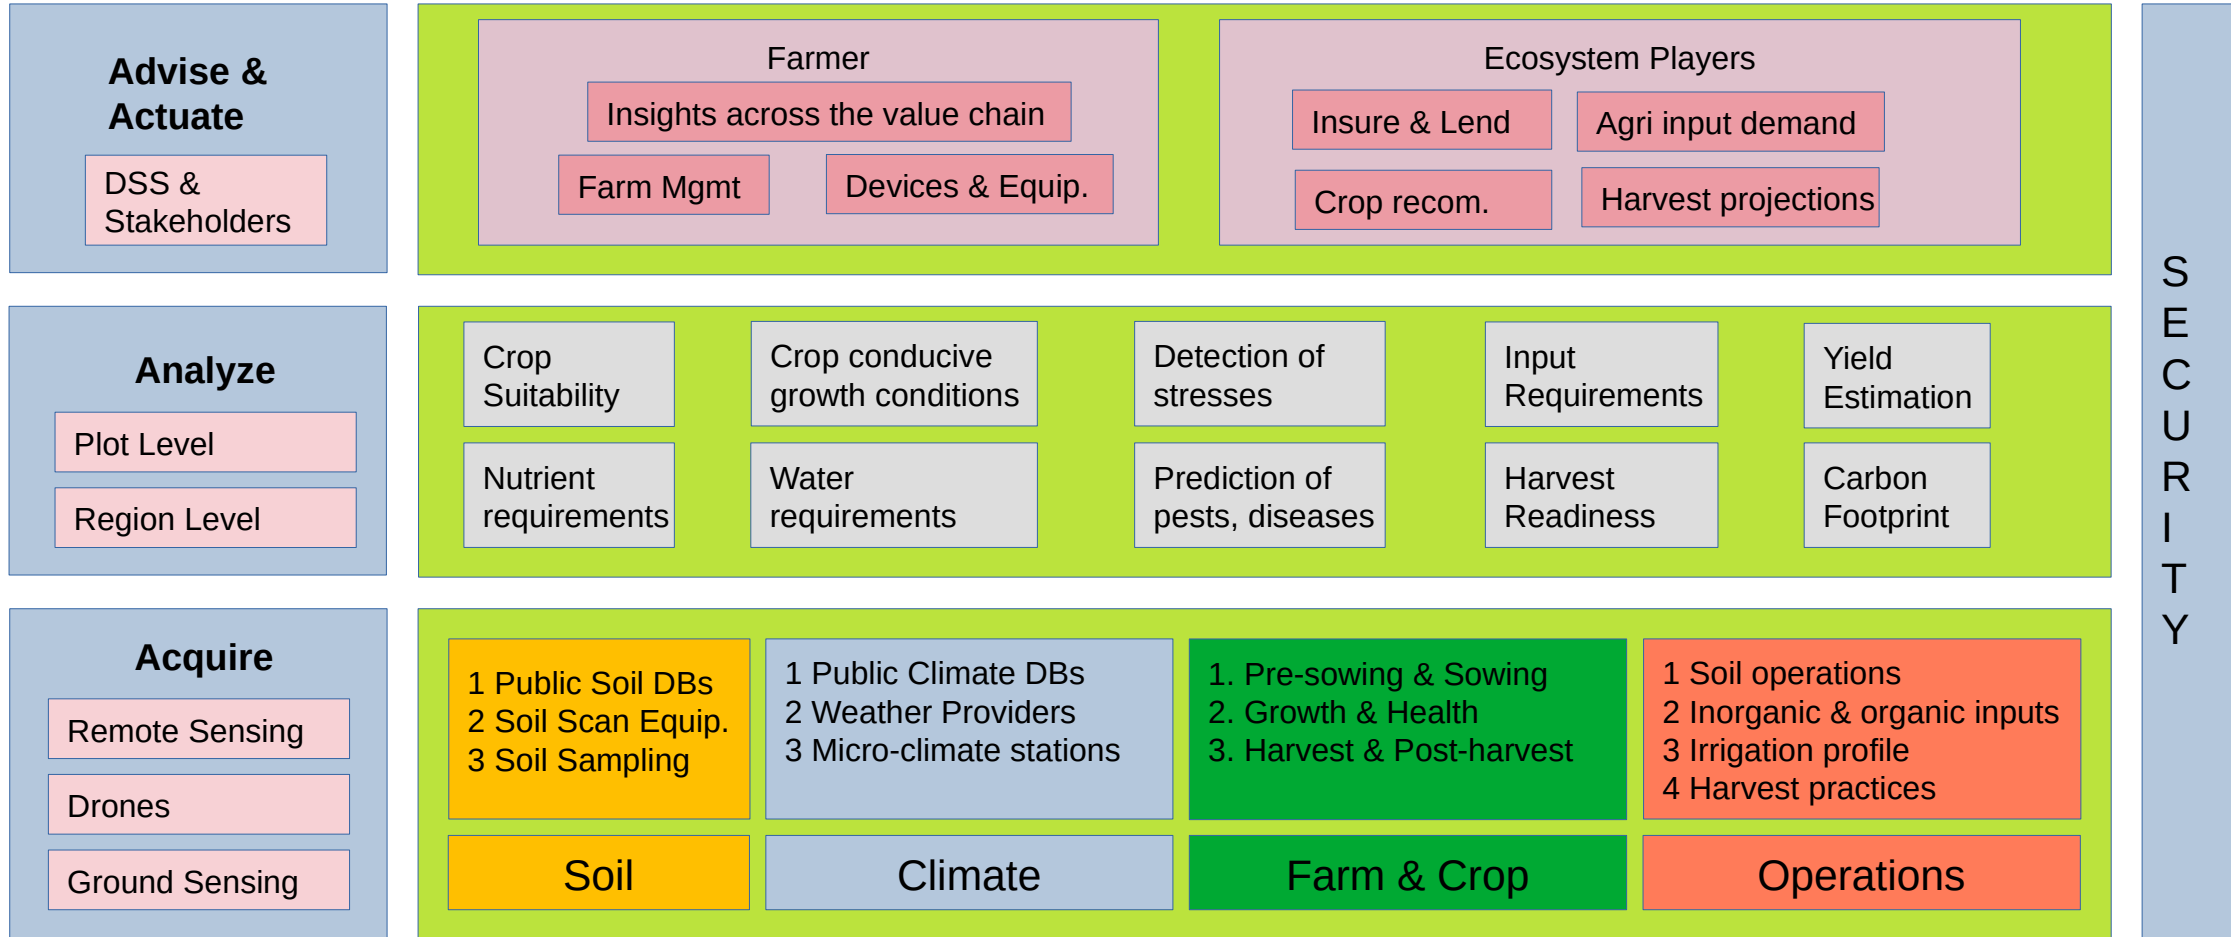 Advise &
Actuate
DSS &
Stakeholders
Farmer
Insights across the value chain
Farm Mgmt
Devices & Equip.
Ecosystem Players
Insure & Lend
Agri input demand
Crop recom.
Harvest projections
Analyze
Plot Level
Region Level
Crop
Suitability
Crop conducive
growth conditions
Detection of
stresses
Input
Requirements
Yield
Estimation
Nutrient
requirements
Water
requirements
Prediction of
pests, diseases
Harvest
Readiness
Carbon
Footprint
Acquire
Remote Sensing
Drones
Ground Sensing
1 Public Soil DBs
2 Soil Scan Equip.
3 Soil Sampling
Soil
1 Public Climate DBs
2 Weather Providers
3 Micro-climate stations
Climate
1. Pre-sowing & Sowing
2. Growth & Health
3. Harvest & Post-harvest
Farm & Crop
1 Soil operations
2 Inorganic & organic inputs
3 Irrigation profile
4 Harvest practices
Operations
S
E
C
U
R
I
T
Y